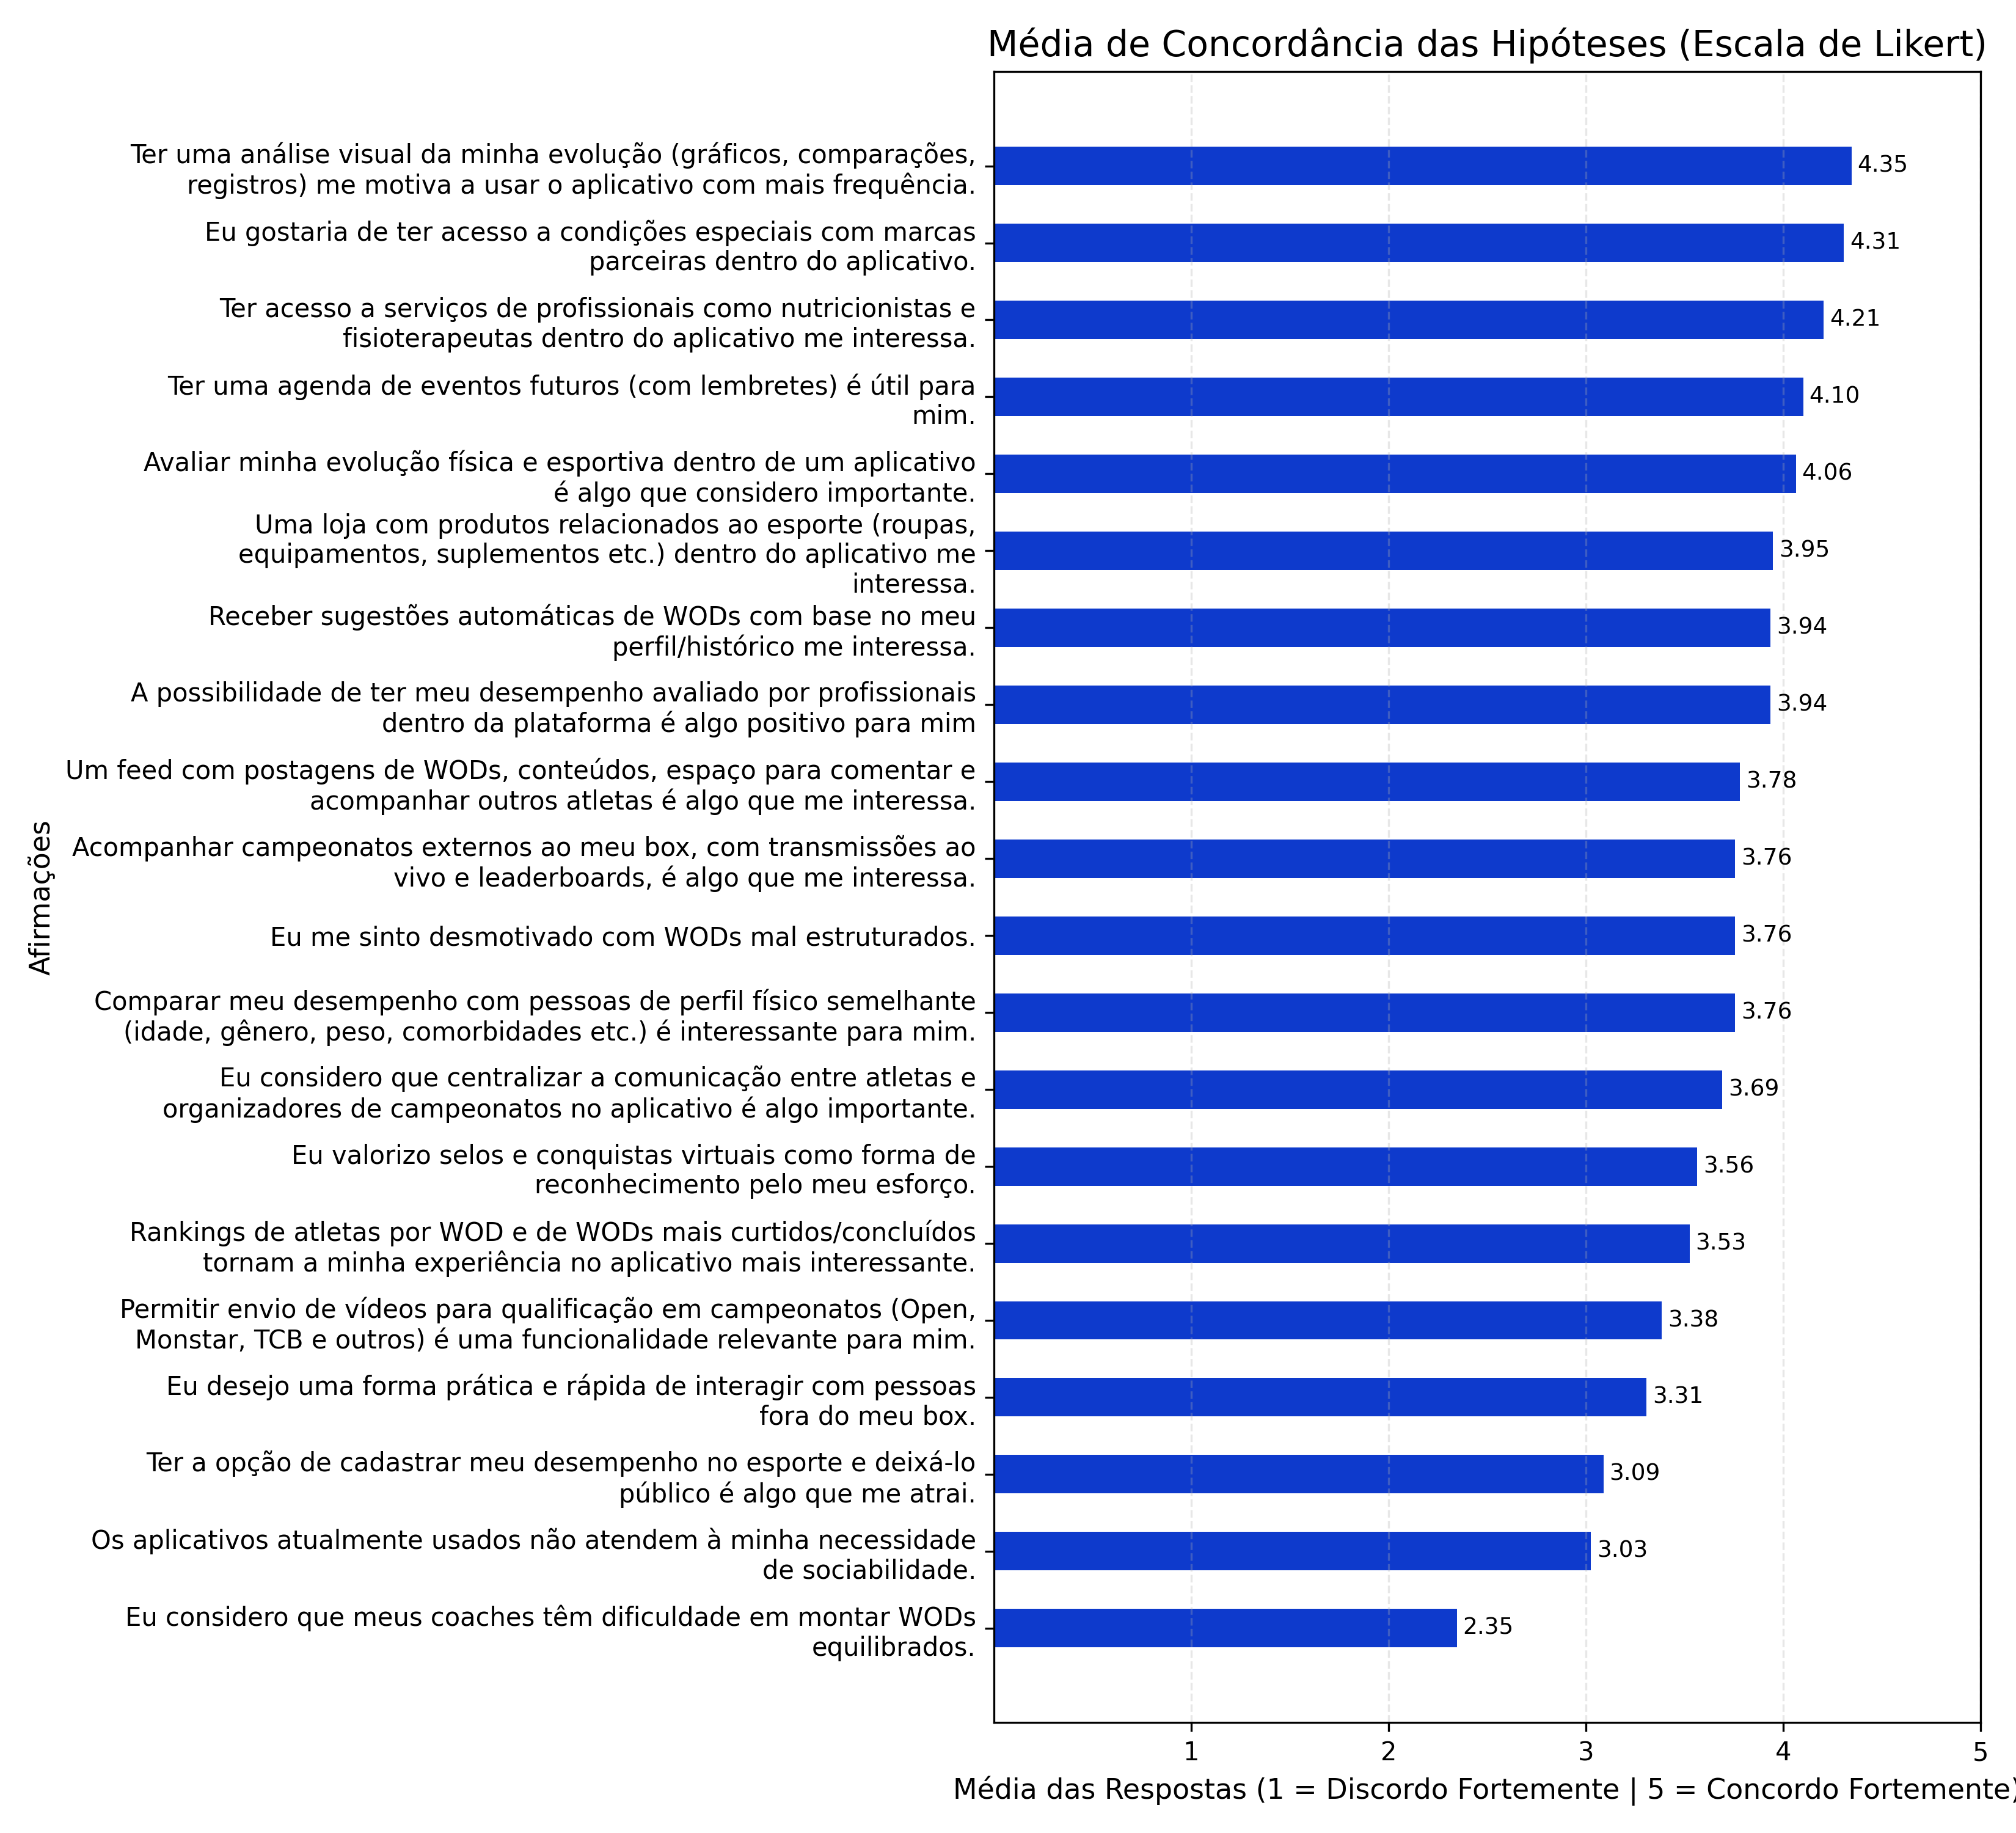 Média de Concordância das Hipóteses (Escala de Likert)
Ter uma análise visual da minha evolução (gráficos, comparações,
registros) me motiva a usar o aplicativo com mais frequência.
4.35
Eu gostaria de ter acesso a condições especiais com marcas
parceiras dentro do aplicativo.
4.31
Ter acesso a serviços de profissionais como nutricionistas e
fisioterapeutas dentro do aplicativo me interessa.
4.21
Ter uma agenda de eventos futuros (com lembretes) é útil para
mim.
4.10
Avaliar minha evolução física e esportiva dentro de um aplicativo
é algo que considero importante.
4.06
Uma loja com produtos relacionados ao esporte (roupas,
equipamentos, suplementos etc.) dentro do aplicativo me
interessa.
3.95
Receber sugestões automáticas de WODs com base no meu
perfil/histórico me interessa.
3.94
A possibilidade de ter meu desempenho avaliado por profissionais
dentro da plataforma é algo positivo para mim
3.94
Um feed com postagens de WODs, conteúdos, espaço para comentar e
acompanhar outros atletas é algo que me interessa.
3.78
Acompanhar campeonatos externos ao meu box, com transmissões ao
vivo e leaderboards, é algo que me interessa.
3.76
Eu me sinto desmotivado com WODs mal estruturados.
3.76
Comparar meu desempenho com pessoas de perfil físico semelhante
(idade, gênero, peso, comorbidades etc.) é interessante para mim.
3.76
Eu considero que centralizar a comunicação entre atletas e
organizadores de campeonatos no aplicativo é algo importante.
3.69
Eu valorizo selos e conquistas virtuais como forma de
reconhecimento pelo meu esforço.
3.56
Rankings de atletas por WOD e de WODs mais curtidos/concluídos
tornam a minha experiência no aplicativo mais interessante.
3.53
Permitir envio de vídeos para qualificação em campeonatos (Open,
Monstar, TCB e outros) é uma funcionalidade relevante para mim.
3.38
Eu desejo uma forma prática e rápida de interagir com pessoas
fora do meu box.
3.31
Ter a opção de cadastrar meu desempenho no esporte e deixá-lo
público é algo que me atrai.
3.09
Os aplicativos atualmente usados não atendem à minha necessidade
de sociabilidade.
3.03
Eu considero que meus coaches têm dificuldade em montar WODs
equilibrados.
2.35
Afirmações
1 2 3 4 5
Média das Respostas (1 = Discordo Fortemente | 5 = Concordo Fortemente)